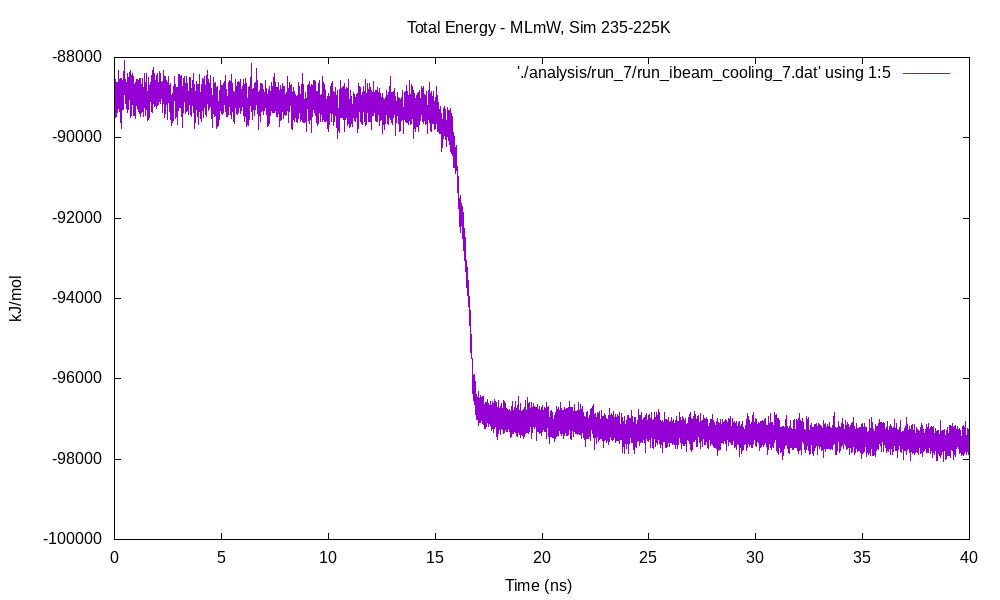 Total Energy - MLmW, Sim 235-225K
'./analysis/run_7/run_ibeam_cooling_7.dat' using 1:5
kJ/mol
-88000
-90000
-92000
-94000
-96000
-98000
-100000
0 5 10 15 20 25 30 35 40
Time (ns)